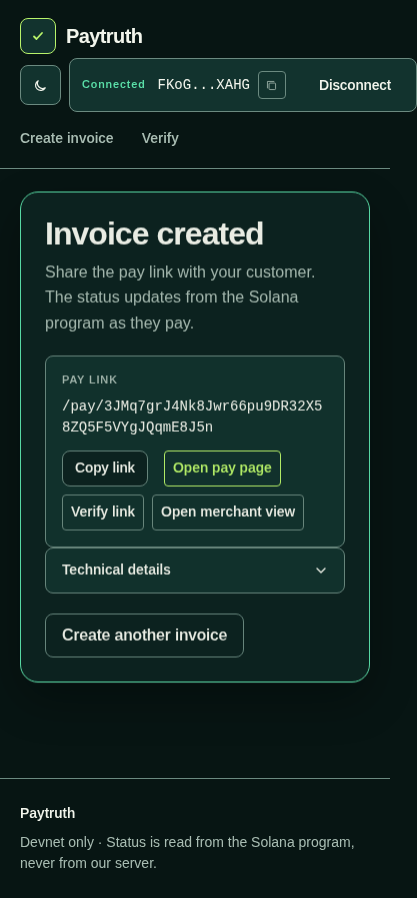 Paytruth
Connected FKoG...XAHG Disconnect
Create invoice Verify
Invoice created
Share the pay link with your customer.
The status updates from the Solana
program as they pay.
PAY LINK
/pay/3JMq7grJ4Nk8Jwr66pu9DR32X5
8ZQ5F5VYgJQqmE8J5n
Copy link Open pay page
Verify link Open merchant view
Technical details
Create another invoice
Paytruth
Devnet only · Status is read from the Solana program,
never from our server.